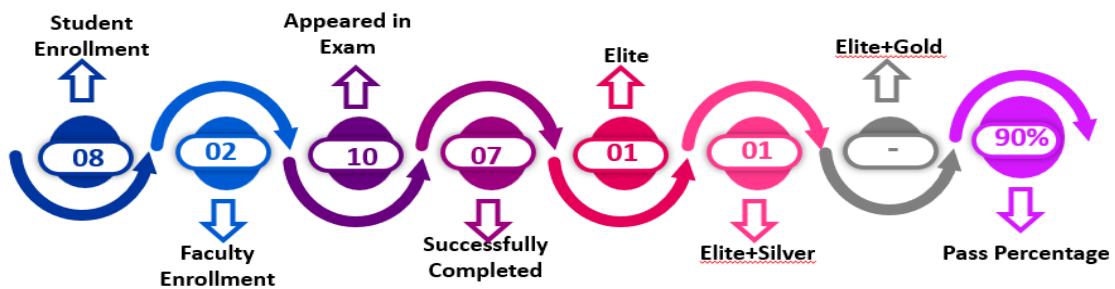 Student
Enrollment
08
02
Faculty
Enrollment
Appeared in
Exam
10
07
Successfully
Completed
Elite
01
01
Elite+Silver
Elite+Gold
-
90%
Pass Percentage